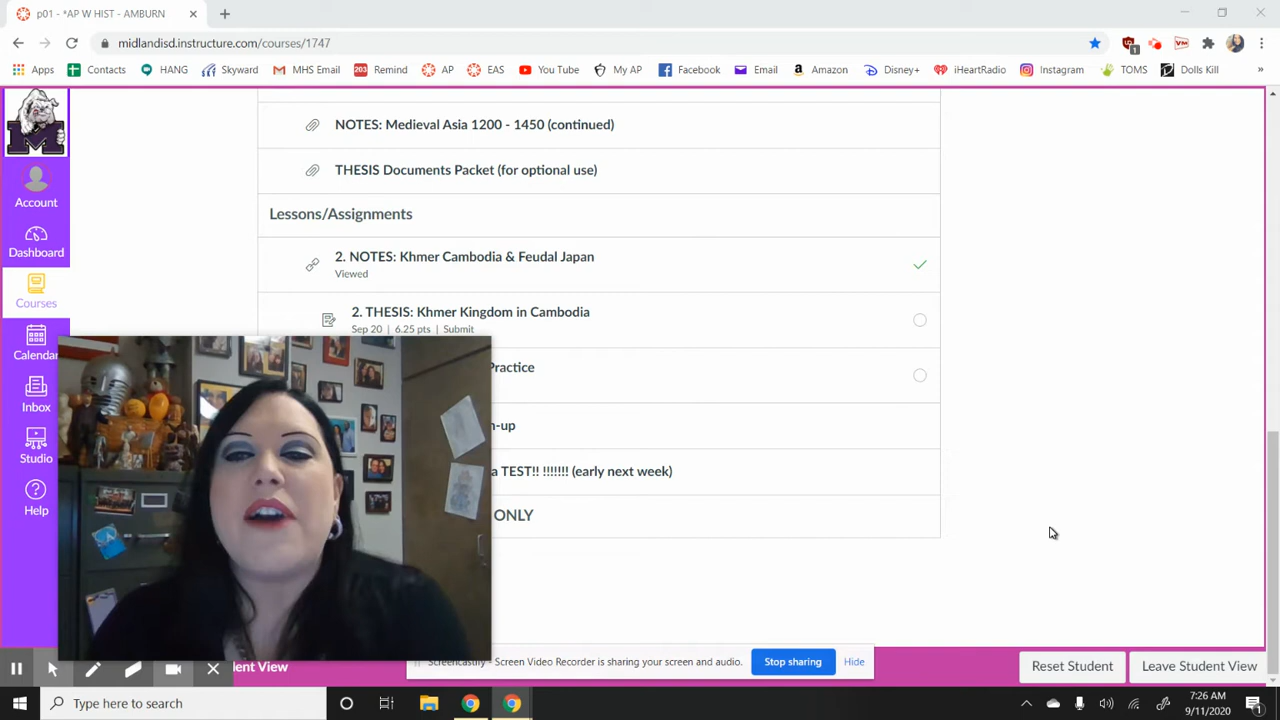 p01 - *AP W HIST - AMBURN
midlandisd.instructure.com/courses/1747
1
Apps Contacts HANG Skyward MHS Email 203 Remind AP EAS You Tube My AP Facebook Email Amazon Disney+ iHeartRadio Instagram TOMS Dolls Kill »
M
Account
Dashboard
Courses
Calendar
Inbox
Studio
Help
NOTES: Medieval Asia 1200 - 1450 (continued)
THESIS Documents Packet (for optional use)
Lessons/Assignments
2. NOTES: Khmer Cambodia & Feudal Japan
Viewed
2. THESIS: Khmer Kingdom in Cambodia
Sep 20 | 6.25 pts | Submit
Practice
n-up
a TEST!! !!!!!!! (early next week)
ONLY
dent View
Screencastify - Screen Video Recorder is sharing your screen and audio.
Stop sharing
Hide
Reset Student
Leave Student View
Type here to search
7:26 AM
9/11/2020
1